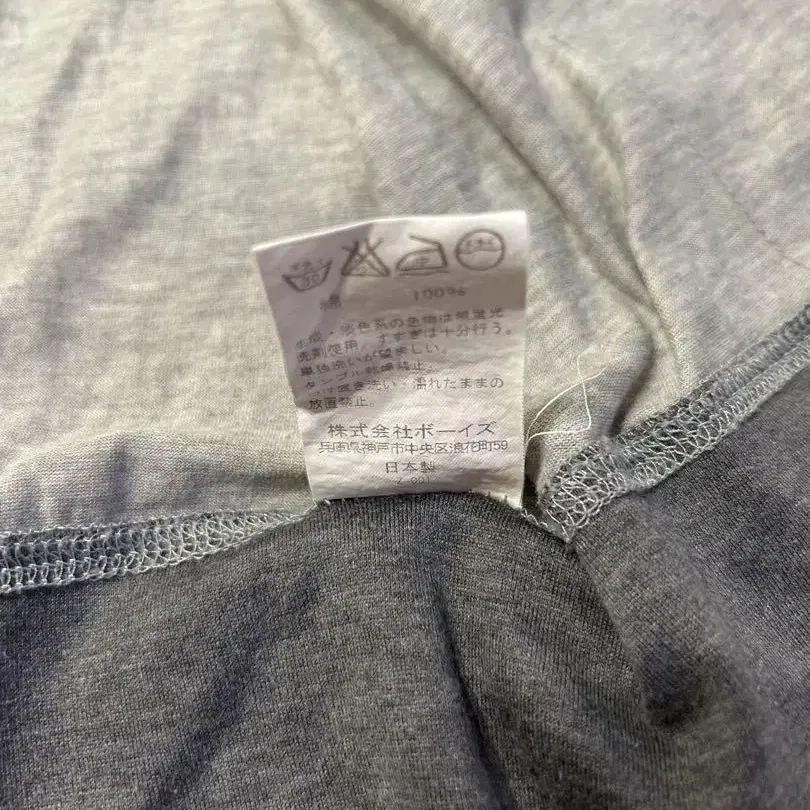 30
綿 100%
生成・淡色系の色物は無蛍光
洗剤使用。すすぎは十分行う。
単独洗いが望ましい。
タンブル乾燥禁止。
つけ置き洗い・濡れたままの
放置禁止。
株式会社ボーイズ
兵庫県神戸市中央区浪花町59
日本製